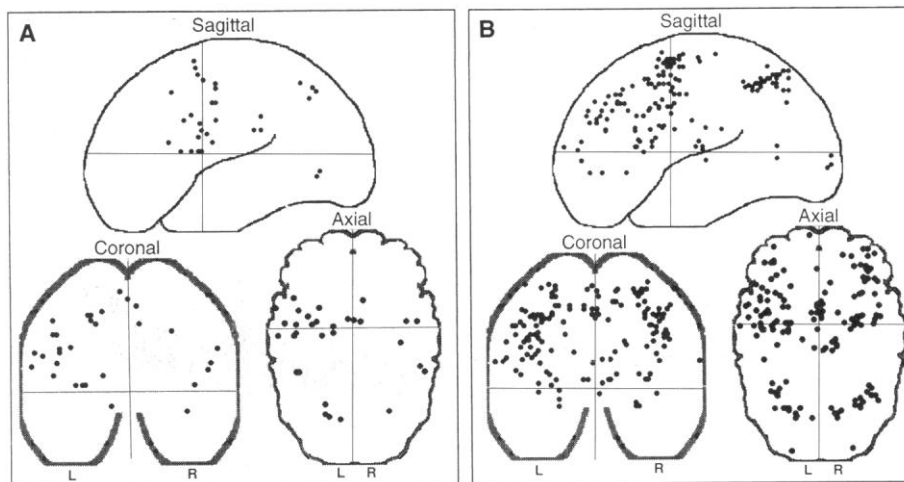 A
Sagittal
Coronal
Axial
L
R
L R
B
Sagittal
Coronal
Axial
L
R
L R